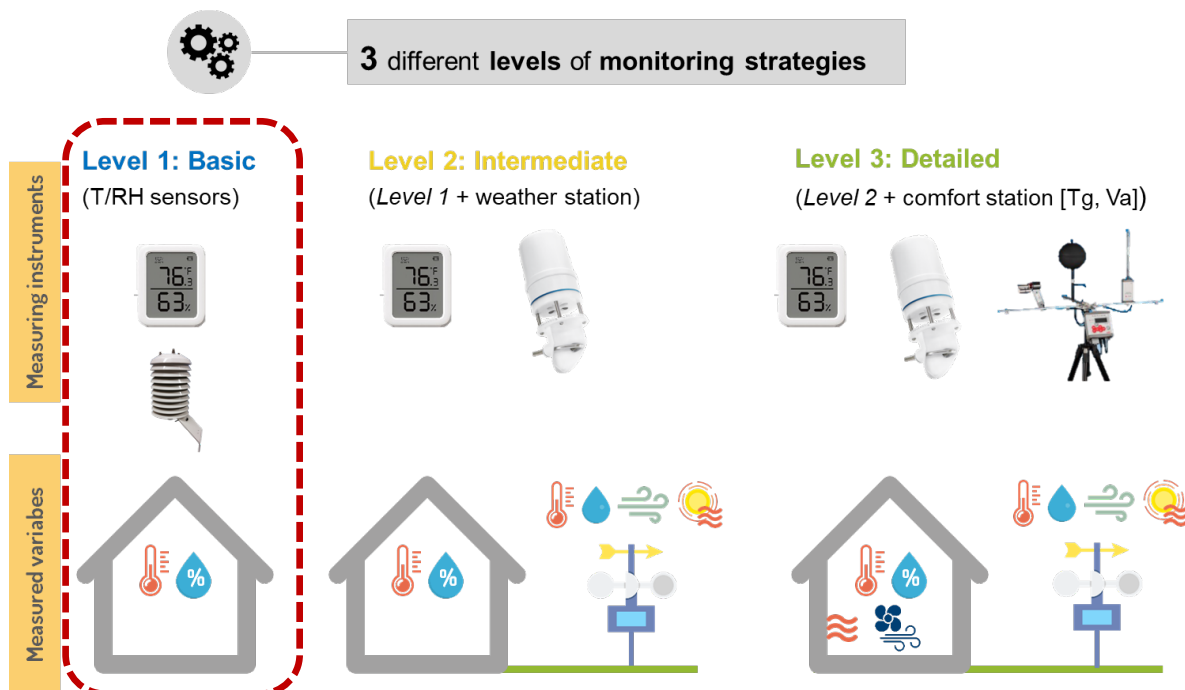 3 different levels of monitoring strategies
Level 1: Basic
(T/RH sensors)
Level 2: Intermediate
(Level 1 + weather station)
Level 3: Detailed
(Level 2 + comfort station [Tg, Va])
Measuring instruments
76.3 °F
63%
76.3 °F
63%
76.3 °F
63%
Measured variabes
%
%
%